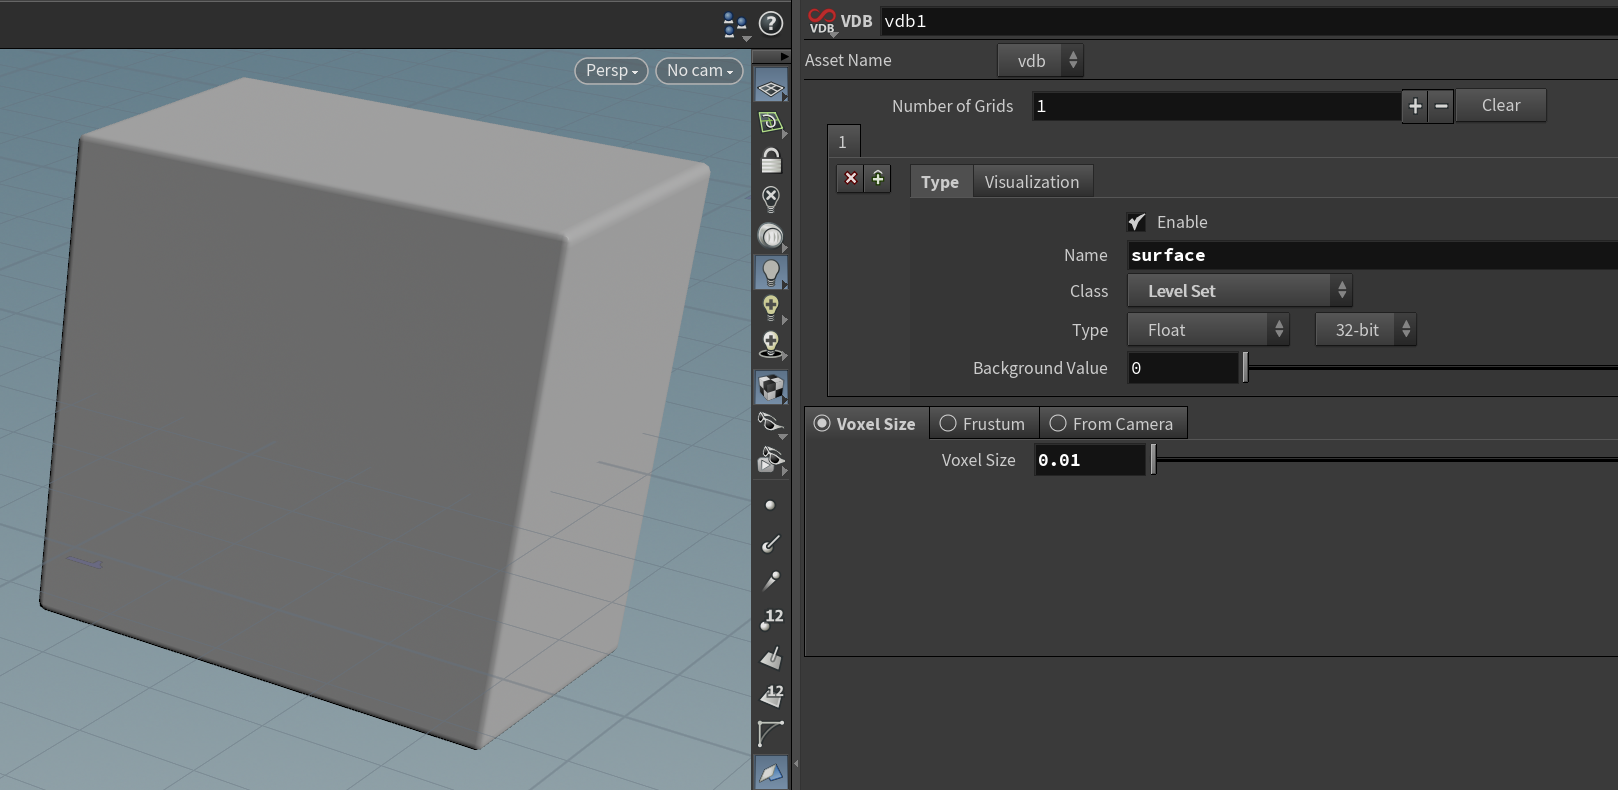 VDB VDB vdb1
Asset Name vdb
Persp No cam
Number of Grids 1 + − Clear
1
Type Visualization
Enable
Name surface
Class Level Set
Type Float 32-bit
Background Value 0
Voxel Size Frustum From Camera
Voxel Size 0.01
12
12